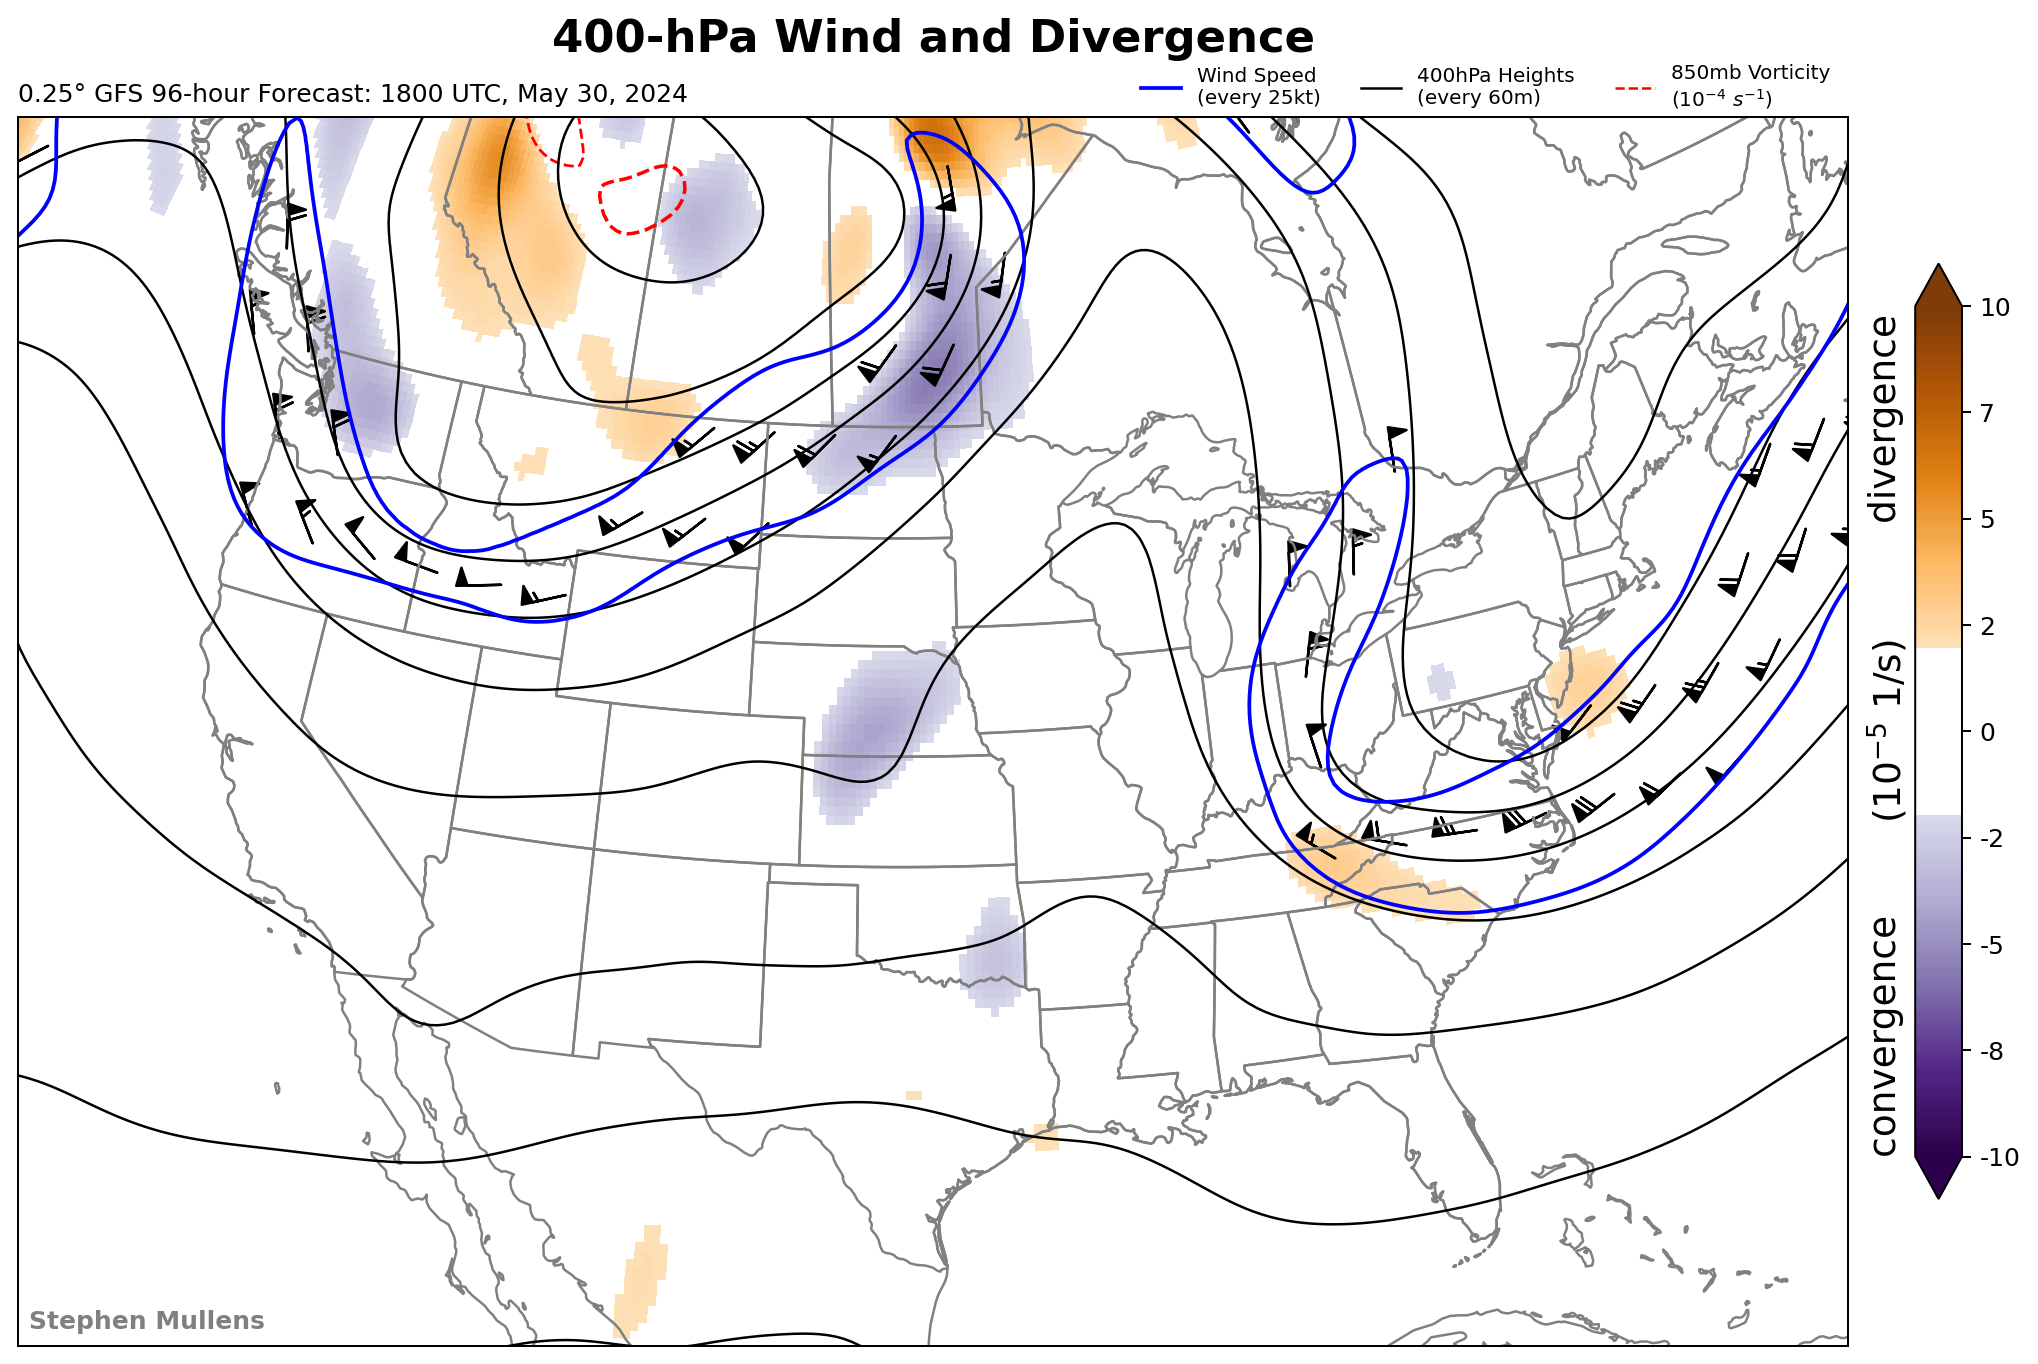 400-hPa Wind and Divergence
0.25° GFS 96-hour Forecast: 1800 UTC, May 30, 2024
Wind Speed
(every 25kt)
400hPa Heights
(every 60m)
850mb Vorticity
(10⁻⁴ s⁻¹)
10
7
5
2
0
-2
-5
-8
-10
convergence (10⁻⁵ 1/s) divergence
Stephen Mullens